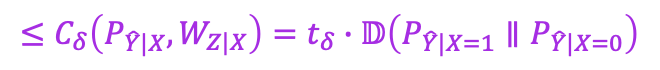 ≤ C_δ(P_{Ŷ|X}, W_{Z|X}) = t_δ · 𝔻(P_{Ŷ|X=1} ∥ P_{Ŷ|X=0})